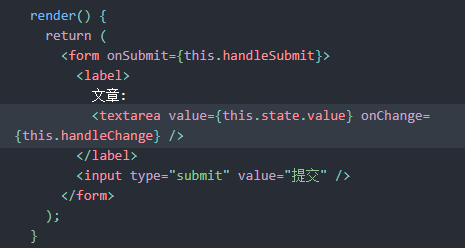 render() {
return (
<form onSubmit={this.handleSubmit}>
<label>
文章:
<textarea value={this.state.value} onChange=
{this.handleChange} />
</label>
<input type="submit" value="提交" />
</form>
);
}